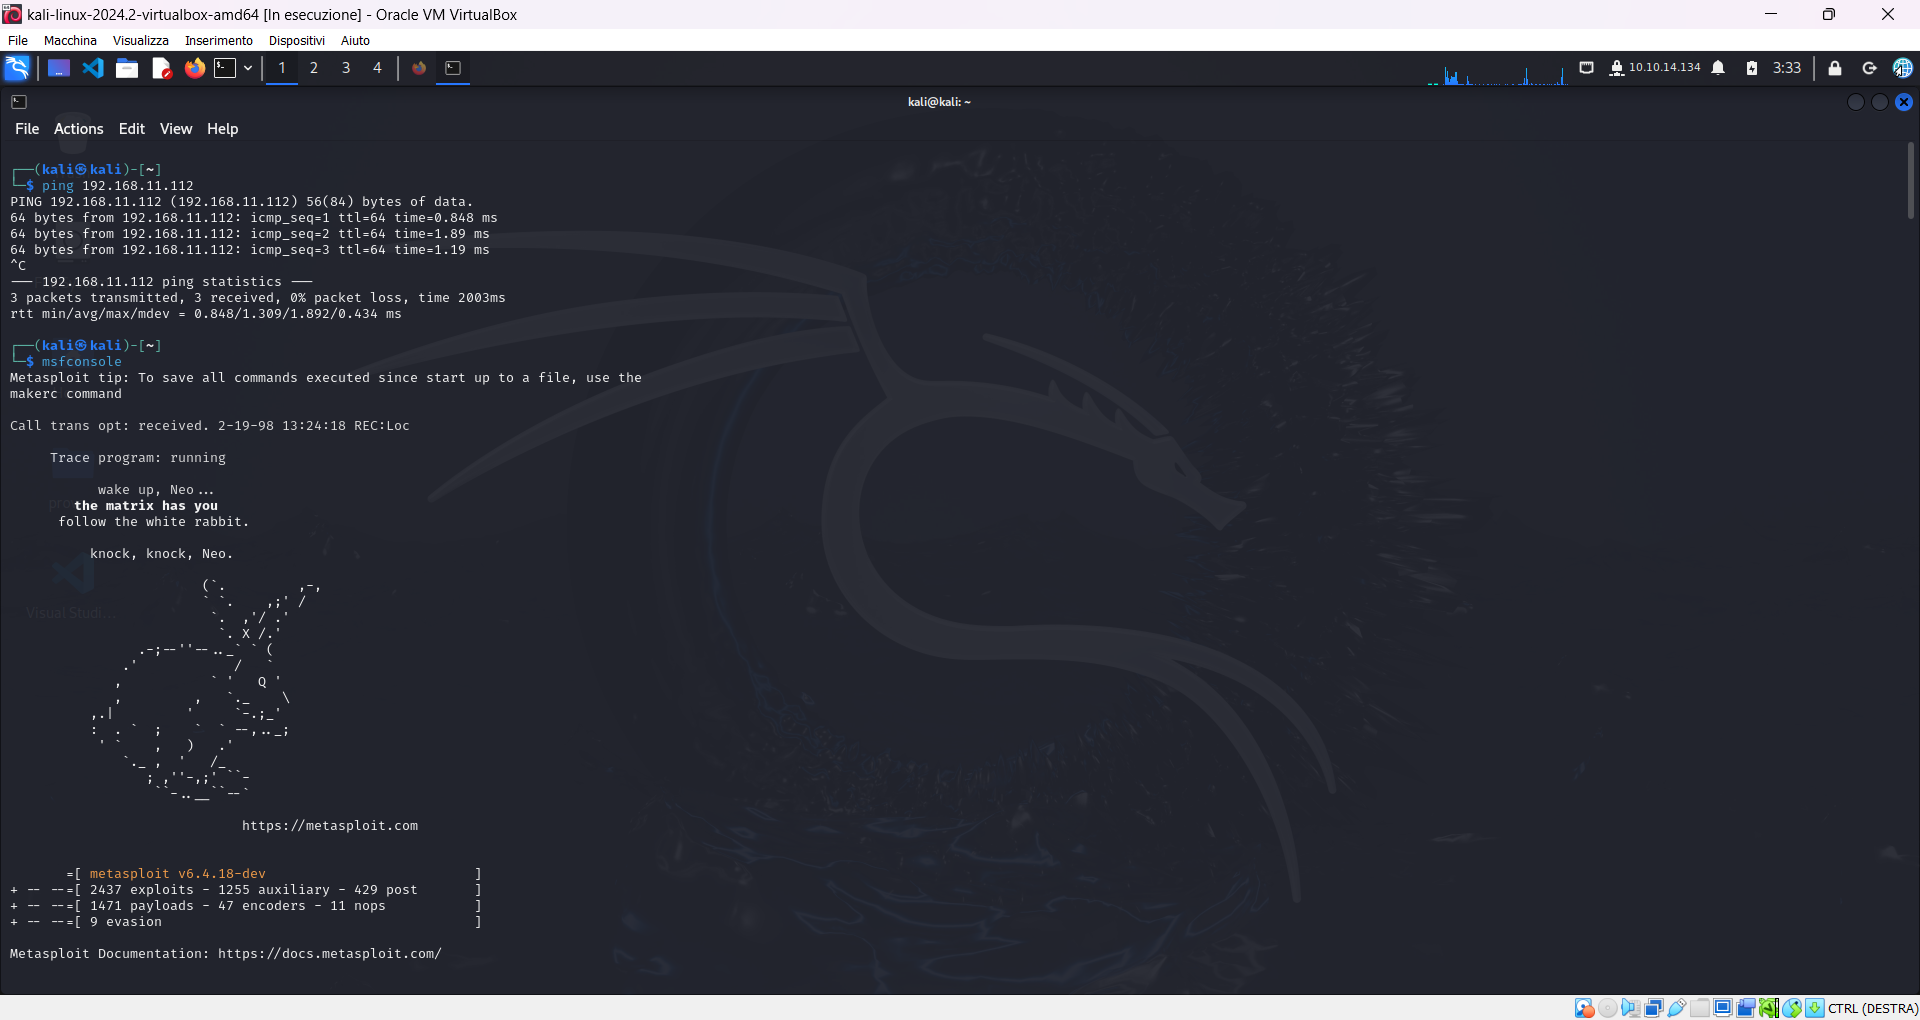 kali-linux-2024.2-virtualbox-amd64 [In esecuzione] - Oracle VM VirtualBox
File Macchina Visualizza Inserimento Dispositivi Aiuto
1 2 3 4 10.10.14.134 3:33
kali@kali: ~
File Actions Edit View Help
┌──(kali㉿kali)-[~]
└─$ ping 192.168.11.112
PING 192.168.11.112 (192.168.11.112) 56(84) bytes of data.
64 bytes from 192.168.11.112: icmp_seq=1 ttl=64 time=0.848 ms
64 bytes from 192.168.11.112: icmp_seq=2 ttl=64 time=1.89 ms
64 bytes from 192.168.11.112: icmp_seq=3 ttl=64 time=1.19 ms
^C
--- 192.168.11.112 ping statistics ---
3 packets transmitted, 3 received, 0% packet loss, time 2003ms
rtt min/avg/max/mdev = 0.848/1.309/1.892/0.434 ms
┌──(kali㉿kali)-[~]
└─$ msfconsole
Metasploit tip: To save all commands executed since start up to a file, use the
makerc command
Call trans opt: received. 2-19-98 13:24:18 REC:Loc
Trace program: running
wake up, Neo...
the matrix has you
follow the white rabbit.
knock, knock, Neo.
Visual Studi...
https://metasploit.com
=[ metasploit v6.4.18-dev ]
+ -- --=[ 2437 exploits - 1255 auxiliary - 429 post ]
+ -- --=[ 1471 payloads - 47 encoders - 11 nops ]
+ -- --=[ 9 evasion ]
Metasploit Documentation: https://docs.metasploit.com/
CTRL (DESTRA)